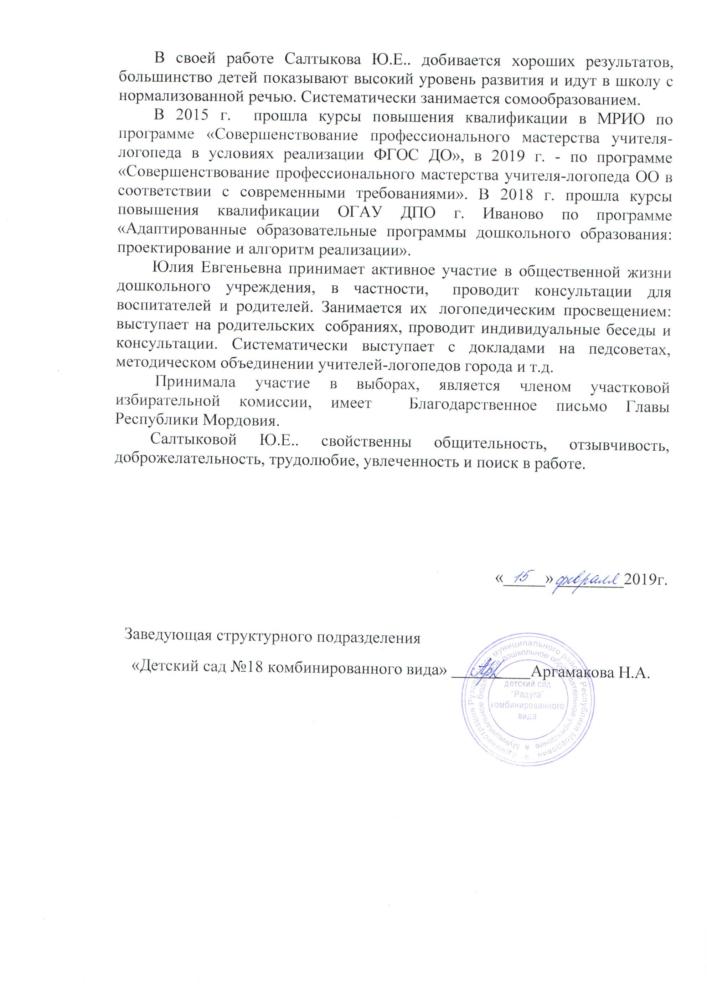 В своей работе Салтыкова Ю.Е.. добивается хороших результатов,
большинство детей показывают высокий уровень развития и идут в школу с
нормализованной речью. Систематически занимается сомообразованием.
В 2015 г. прошла курсы повышения квалификации в МРИО по
программе «Совершенствование профессионального мастерства учителя-
логопеда в условиях реализации ФГОС ДО», в 2019 г. - по программе
«Совершенствование профессионального мастерства учителя-логопеда ОО в
соответствии с современными требованиями». В 2018 г. прошла курсы
повышения квалификации ОГАУ ДПО г. Иваново по программе
«Адаптированные образовательные программы дошкольного образования:
проектирование и алгоритм реализации».
Юлия Евгеньевна принимает активное участие в общественной жизни
дошкольного учреждения, в частности, проводит консультации для
воспитателей и родителей. Занимается их логопедическим просвещением:
выступает на родительских собраниях, проводит индивидуальные беседы и
консультации. Систематически выступает с докладами на педсоветах,
методическом объединении учителей-логопедов города и т.д.
Принимала участие в выборах, является членом участковой
избирательной комиссии, имеет Благодарственное письмо Главы
Республики Мордовия.
Салтыковой Ю.Е.. свойственны общительность, отзывчивость,
доброжелательность, трудолюбие, увлеченность и поиск в работе.
« 15 » февраля 2019г.
Заведующая структурного подразделения
«Детский сад №18 комбинированного вида» Аргамакова Н.А.
Администрация Рузаевского муниципального района Республики Мордовия
Муниципальное бюджетное дошкольное образовательное учреждение
детский сад
"Радуга"
комбинированного
вида